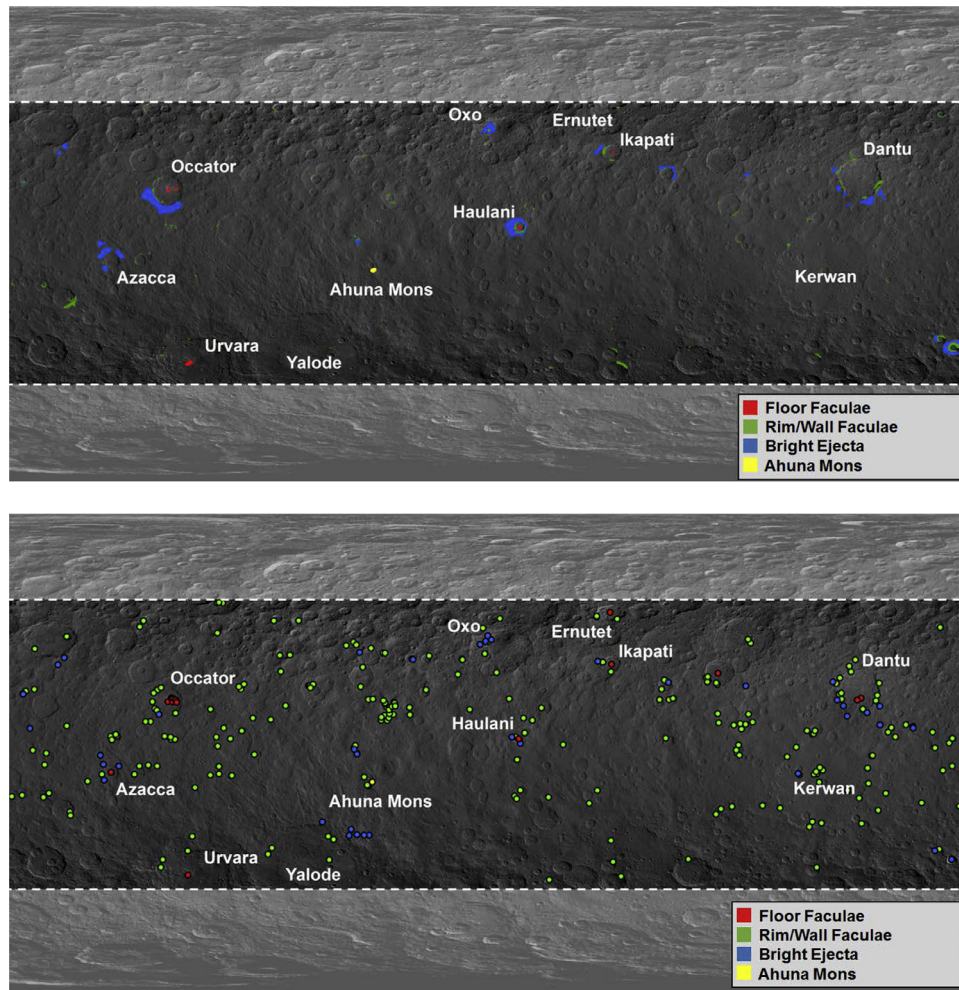 Oxo
Ernutet
Ikapati
Dantu
Occator
Haulani
Azacca
Ahuna Mons
Kerwan
Urvara
Yalode
Floor Faculae
Rim/Wall Faculae
Bright Ejecta
Ahuna Mons
Oxo
Ernutet
Ikapati
Dantu
Occator
Haulani
Azacca
Ahuna Mons
Kerwan
Urvara
Yalode
Floor Faculae
Rim/Wall Faculae
Bright Ejecta
Ahuna Mons